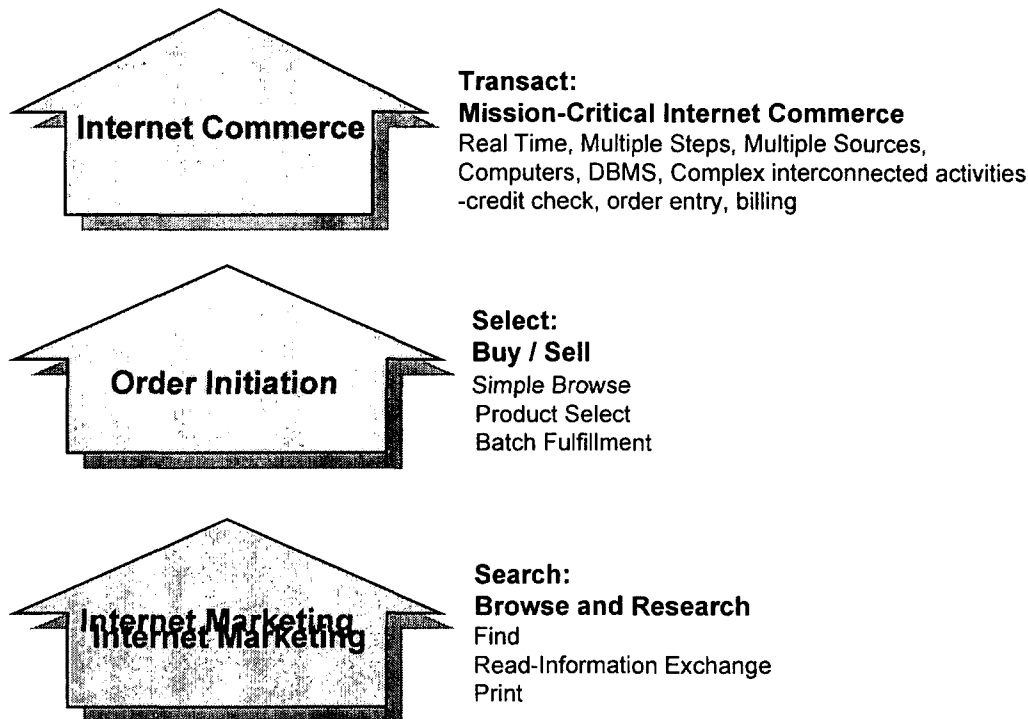 Internet Commerce
Transact:
Mission-Critical Internet Commerce
Real Time, Multiple Steps, Multiple Sources,
Computers, DBMS, Complex interconnected activities
-credit check, order entry, billing
Order Initiation
Select:
Buy / Sell
Simple Browse
Product Select
Batch Fulfillment
Internet Marketing
Internet Marketing
Search:
Browse and Research
Find
Read-Information Exchange
Print